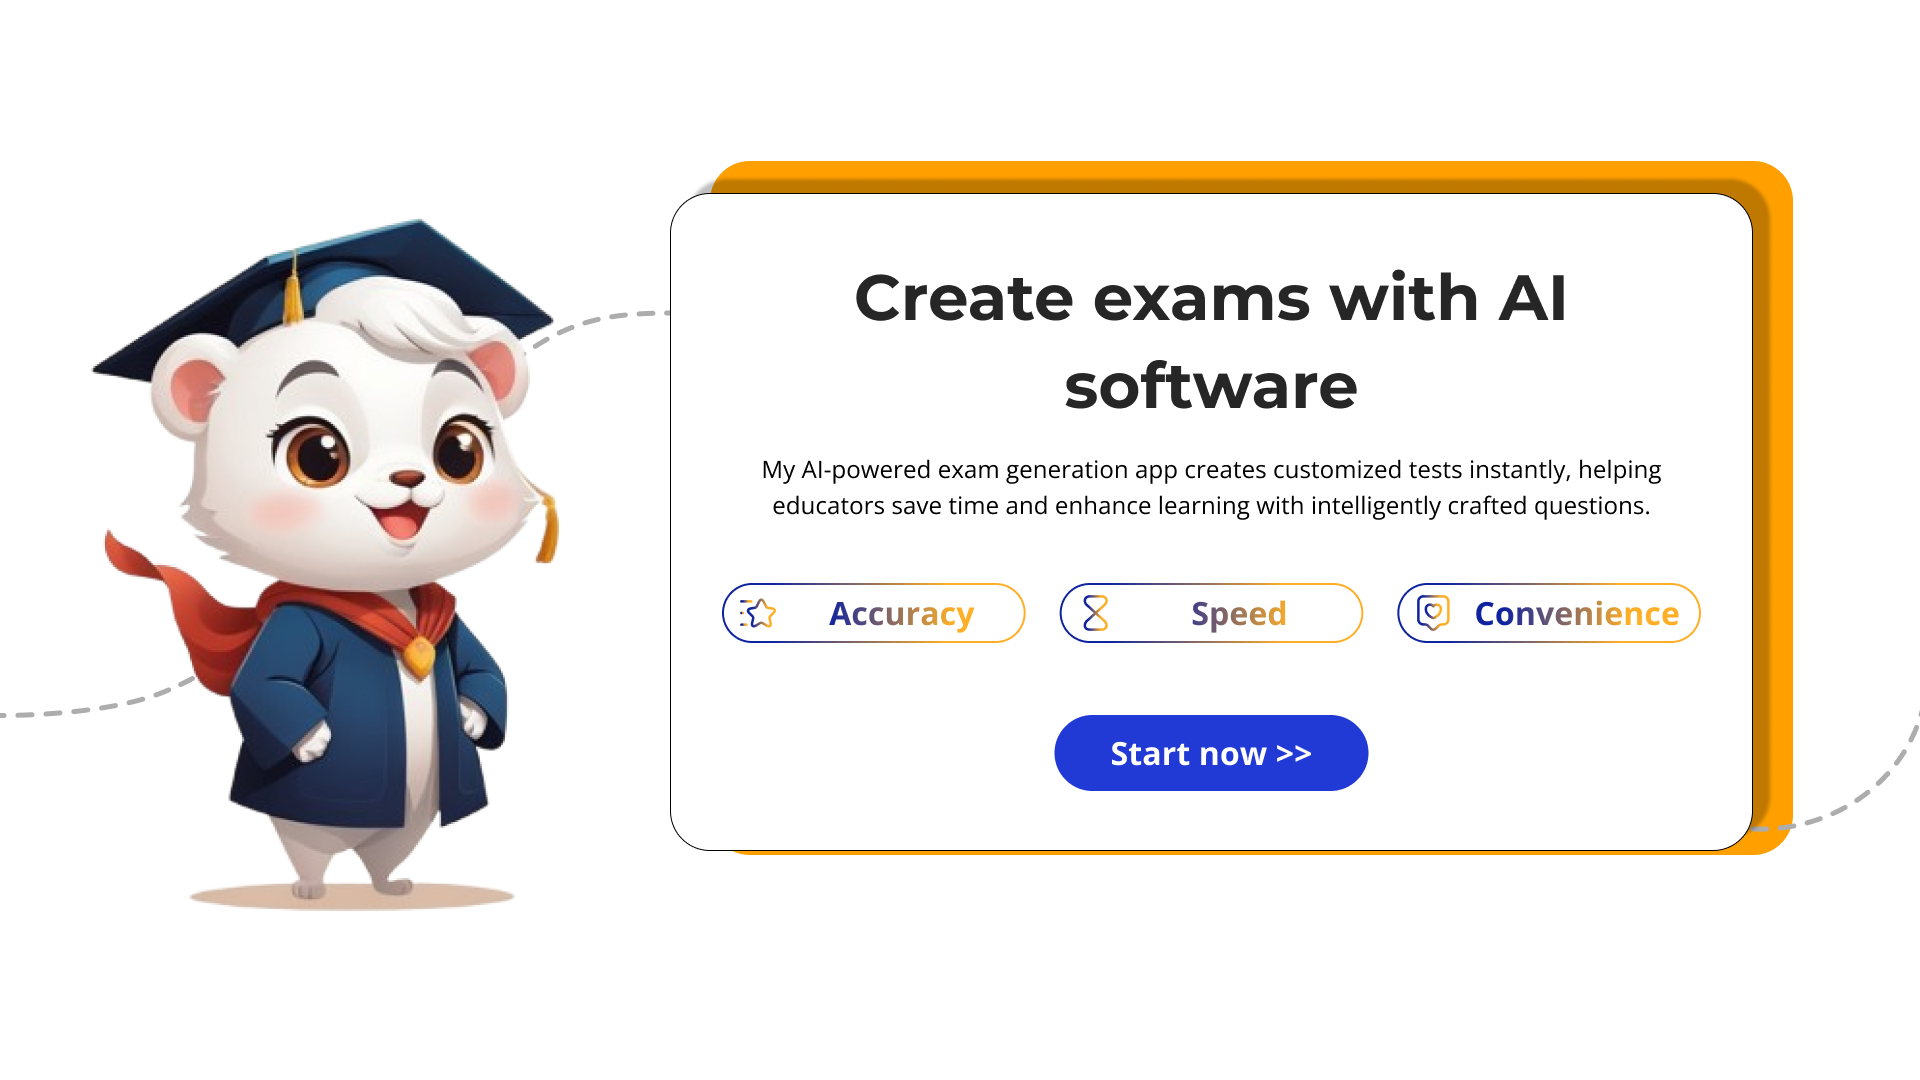 Create exams with AI
software
My AI-powered exam generation app creates customized tests instantly, helping
educators save time and enhance learning with intelligently crafted questions.
Accuracy
Speed
Convenience
Start now >>